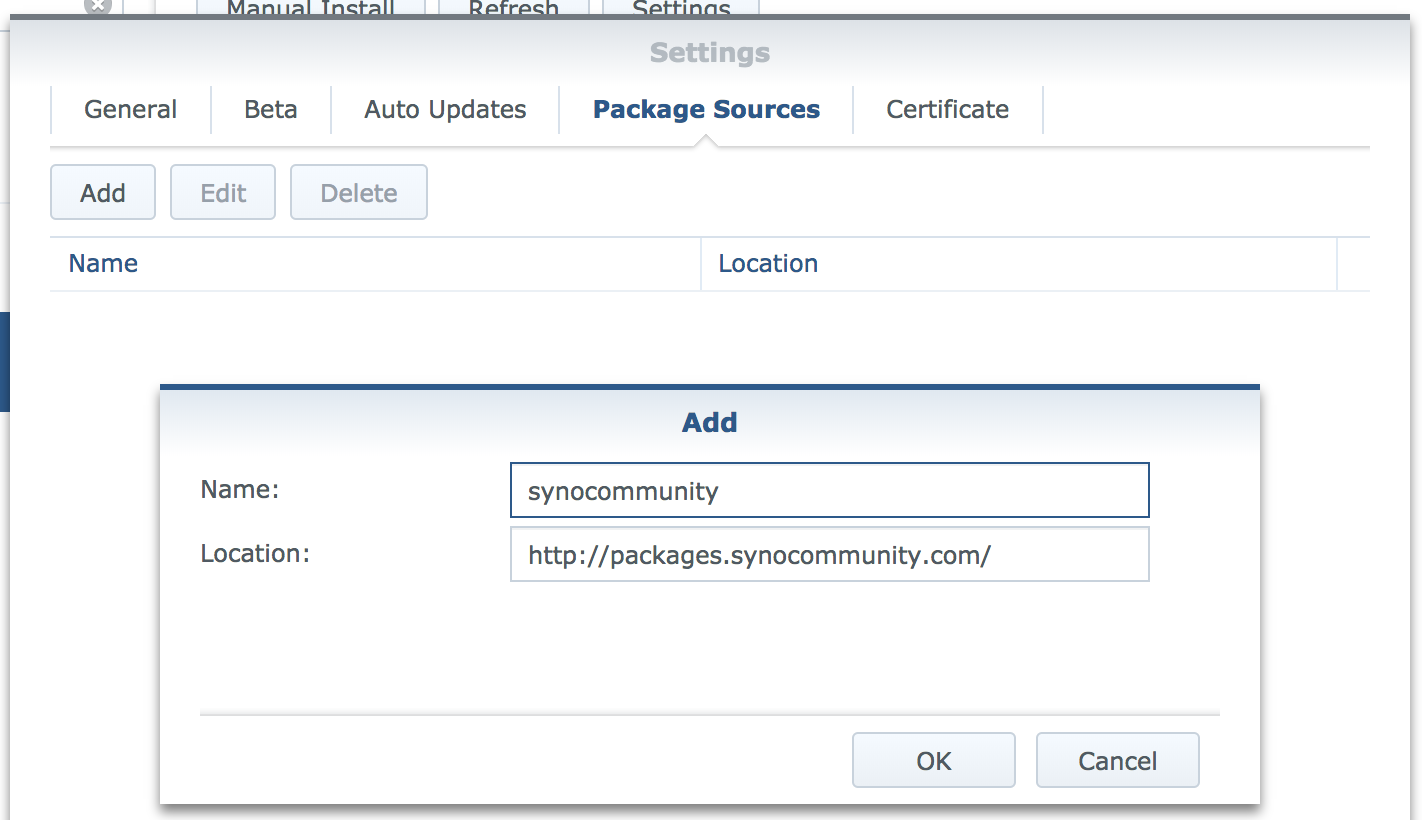 Manual Install Refresh Settings
Settings
General Beta Auto Updates Package Sources Certificate
Add Edit Delete
Name Location
Add
Name: synocommunity
Location: http://packages.synocommunity.com/
OK Cancel